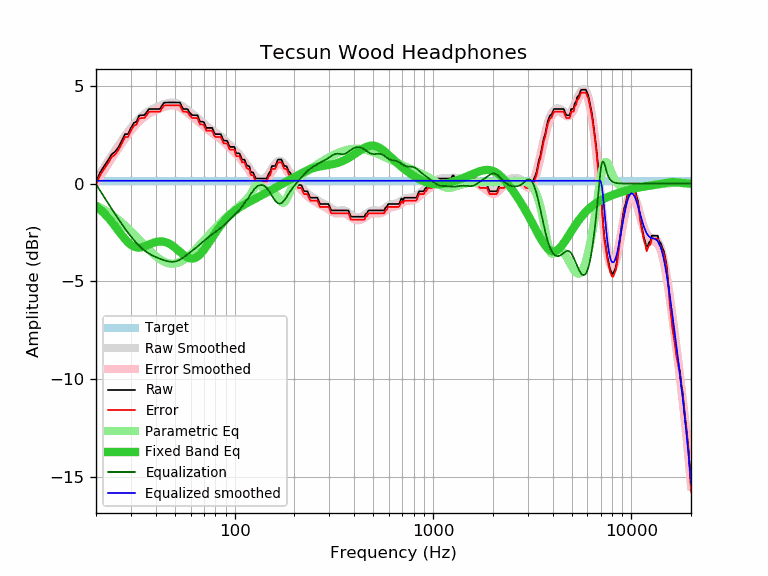 Tecsun Wood Headphones
5
0
−5
−10
−15
Amplitude (dBr)
Target
Raw Smoothed
Error Smoothed
Raw
Error
Parametric Eq
Fixed Band Eq
Equalization
Equalized smoothed
100
1000
10000
Frequency (Hz)